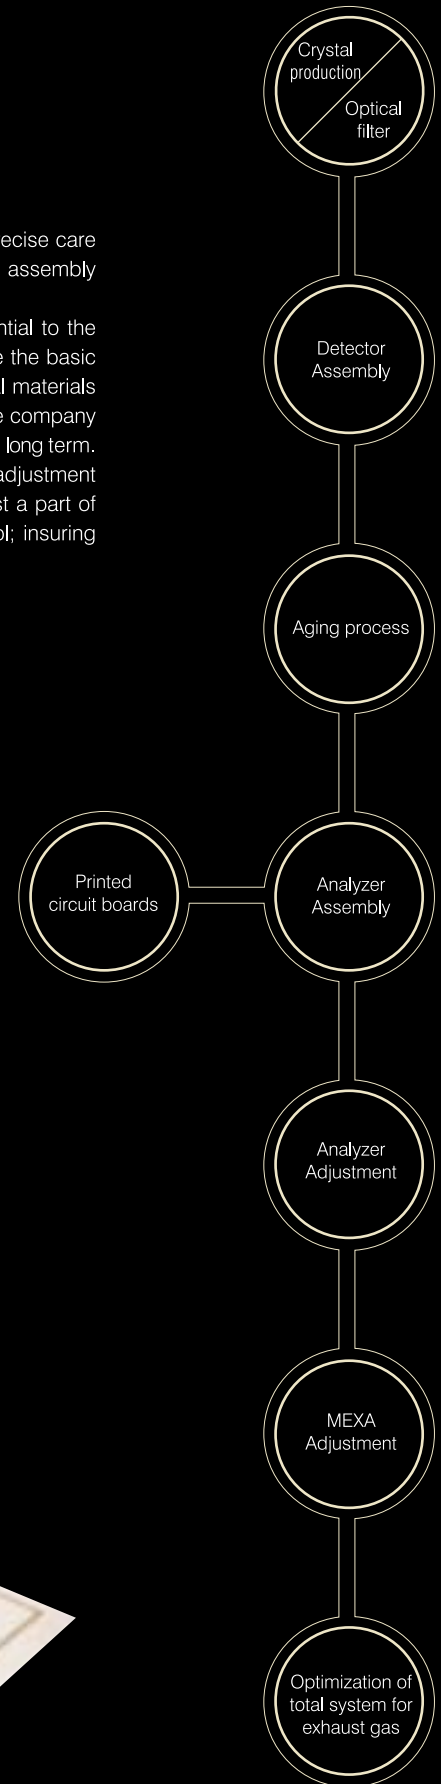 Crystal
production
Optical
filter
ecise care
assembly
ntial to the
e the basic
l materials
e company
long term.
adjustment
st a part of
ol; insuring
Detector
Assembly
Aging process
Printed
circuit boards
Analyzer
Assembly
Analyzer
Adjustment
MEXA
Adjustment
Optimization of
total system for
exhaust gas